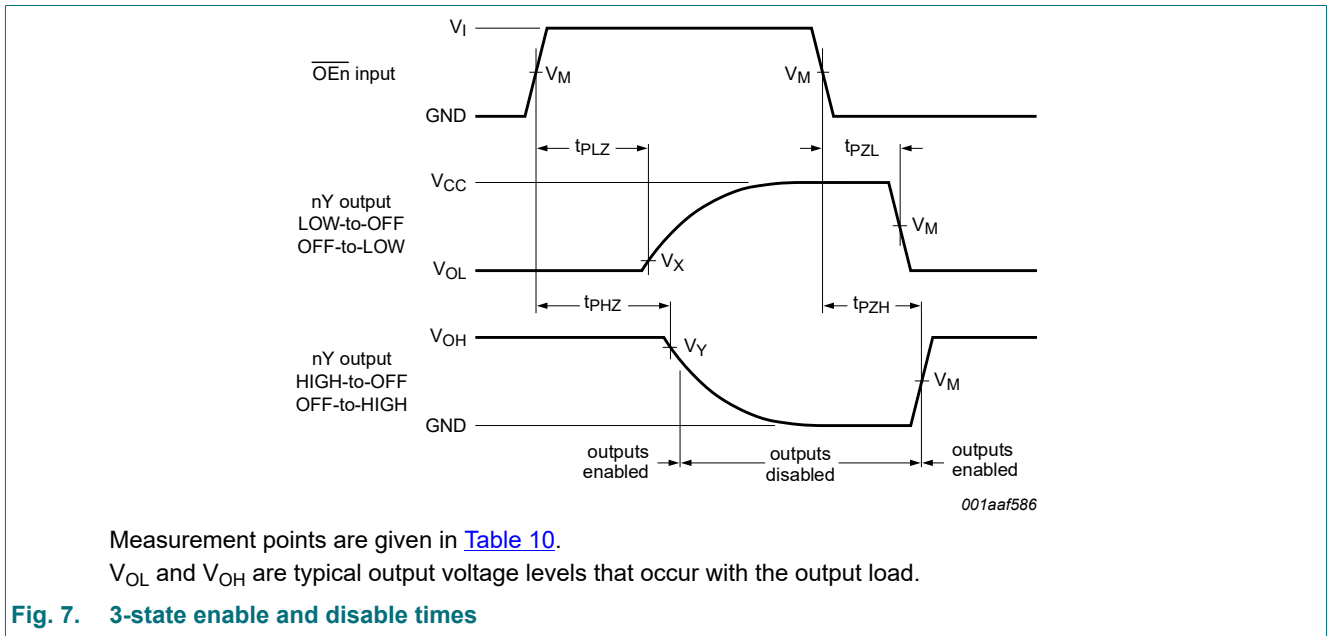 V_I
OEn input
V_M
V_M
GND
t_PLZ
t_PZL
V_CC
nY output
LOW-to-OFF
OFF-to-LOW
V_M
V_X
V_OL
t_PHZ
t_PZH
V_OH
nY output
HIGH-to-OFF
OFF-to-HIGH
V_Y
V_M
GND
outputs
enabled
outputs
disabled
outputs
enabled
001aaf586
Measurement points are given in Table 10.
V_OL and V_OH are typical output voltage levels that occur with the output load.
Fig. 7. 3-state enable and disable times